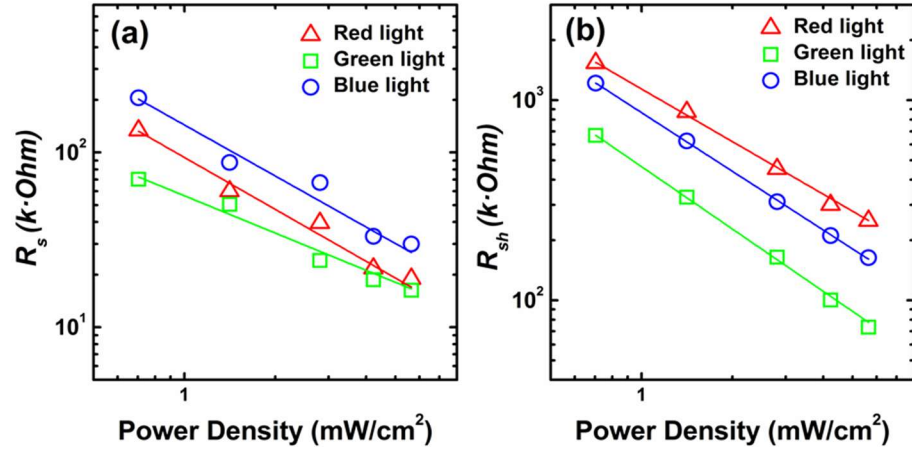 (a)
Red light
Green light
Blue light
10²
10¹
R_s (k·Ohm)
1
Power Density (mW/cm²)
(b)
Red light
Green light
Blue light
10³
10²
R_sh (k·Ohm)
1
Power Density (mW/cm²)